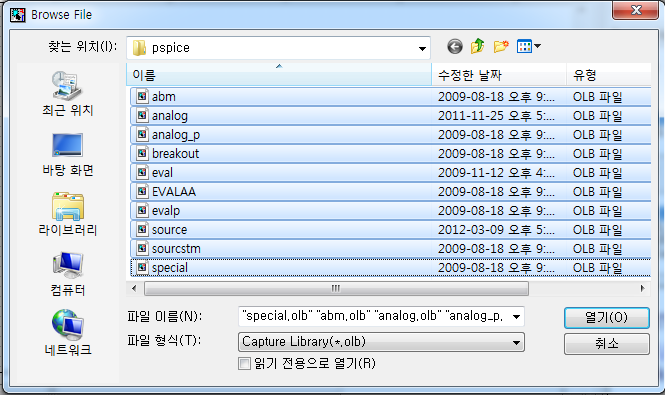 Browse File
찾는 위치(I):
pspice
이름
수정한 날짜
유형
abm
2009-08-18 오후 9:...
OLB 파일
analog
2011-11-25 오후 5:...
OLB 파일
analog_p
2009-08-18 오후 9:...
OLB 파일
breakout
2009-08-18 오후 9:...
OLB 파일
eval
2009-11-12 오후 4:...
OLB 파일
EVALAA
2009-08-18 오후 9:...
OLB 파일
evalp
2009-08-18 오후 9:...
OLB 파일
source
2012-03-09 오후 5:...
OLB 파일
sourcstm
2009-08-18 오후 9:...
OLB 파일
special
2009-08-18 오후 9:...
OLB 파일
최근 위치
바탕 화면
라이브러리
컴퓨터
네트워크
파일 이름(N):
"special.olb" "abm.olb" "analog.olb" "analog_p.
열기(O)
파일 형식(T):
Capture Library(*.olb)
취소
읽기 전용으로 열기(R)